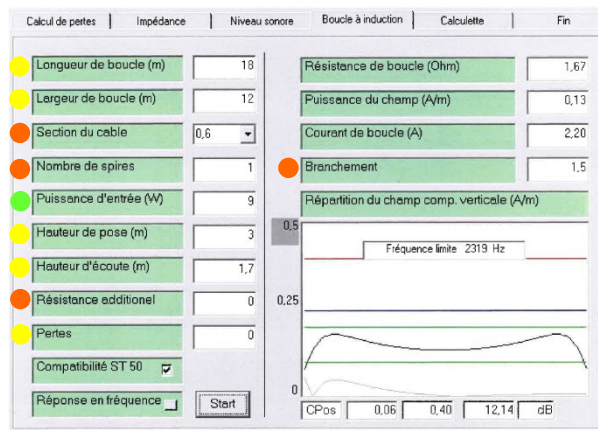 Calcul de pertes Impédance Niveau sonore Boucle à induction Calculette Fin
Longueur de boucle (m) 18
Largeur de boucle (m) 12
Section du cable 0,6
Nombre de spires 1
Puissance d'entrée (W) 9
Hauteur de pose (m) 3
Hauteur d'écoute (m) 1,7
Résistance additionel 0
Pertes 0
Compatibilité ST 50
Réponse en fréquence Start
Résistance de boucle (Ohm) 1,67
Puissance du champ (A/m) 0,13
Courant de boucle (A) 2,20
Branchement 1.5
Répartition du champ comp. verticale (A/m)
0,5
Fréquence limite 2319 Hz
0,25
0
CPos 0,06 0,40 12,14 dB